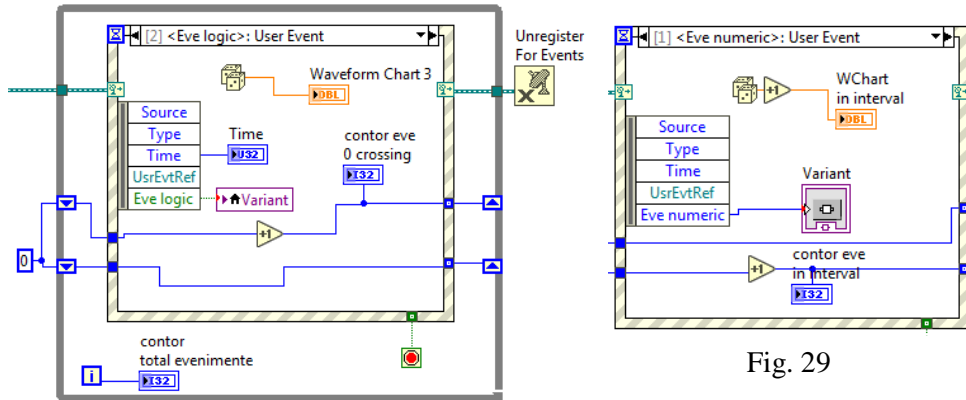 [2] <Eve logic>: User Event
Waveform Chart 3
DBL
Source
Type
Time
UsrEvtRef
Eve logic
Time
U32
Variant
contor eve
0 crossing
I32
+1
0
i
contor
total evenimente
I32
Unregister
For Events
[1] <Eve numeric>: User Event
+1
WChart
in interval
DBL
Source
Type
Time
UsrEvtRef
Eve numeric
Variant
+1
contor eve
in interval
I32
Fig. 29